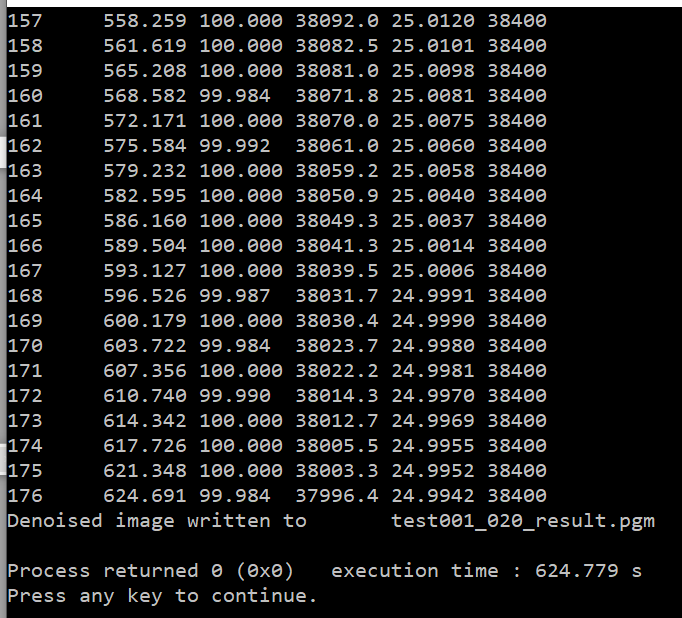 157     558.259 100.000 38092.0 25.0120 38400
158     561.619 100.000 38082.5 25.0101 38400
159     565.208 100.000 38081.0 25.0098 38400
160     568.582 99.984  38071.8 25.0081 38400
161     572.171 100.000 38070.0 25.0075 38400
162     575.584 99.992  38061.0 25.0060 38400
163     579.232 100.000 38059.2 25.0058 38400
164     582.595 100.000 38050.9 25.0040 38400
165     586.160 100.000 38049.3 25.0037 38400
166     589.504 100.000 38041.3 25.0014 38400
167     593.127 100.000 38039.5 25.0006 38400
168     596.526 99.987  38031.7 24.9991 38400
169     600.179 100.000 38030.4 24.9990 38400
170     603.722 99.984  38023.7 24.9980 38400
171     607.356 100.000 38022.2 24.9981 38400
172     610.740 99.990  38014.3 24.9970 38400
173     614.342 100.000 38012.7 24.9969 38400
174     617.726 100.000 38005.5 24.9955 38400
175     621.348 100.000 38003.3 24.9952 38400
176     624.691 99.984  37996.4 24.9942 38400
Denoised image written to       test001_020_result.pgm
Process returned 0 (0x0)   execution time : 624.779 s
Press any key to continue.